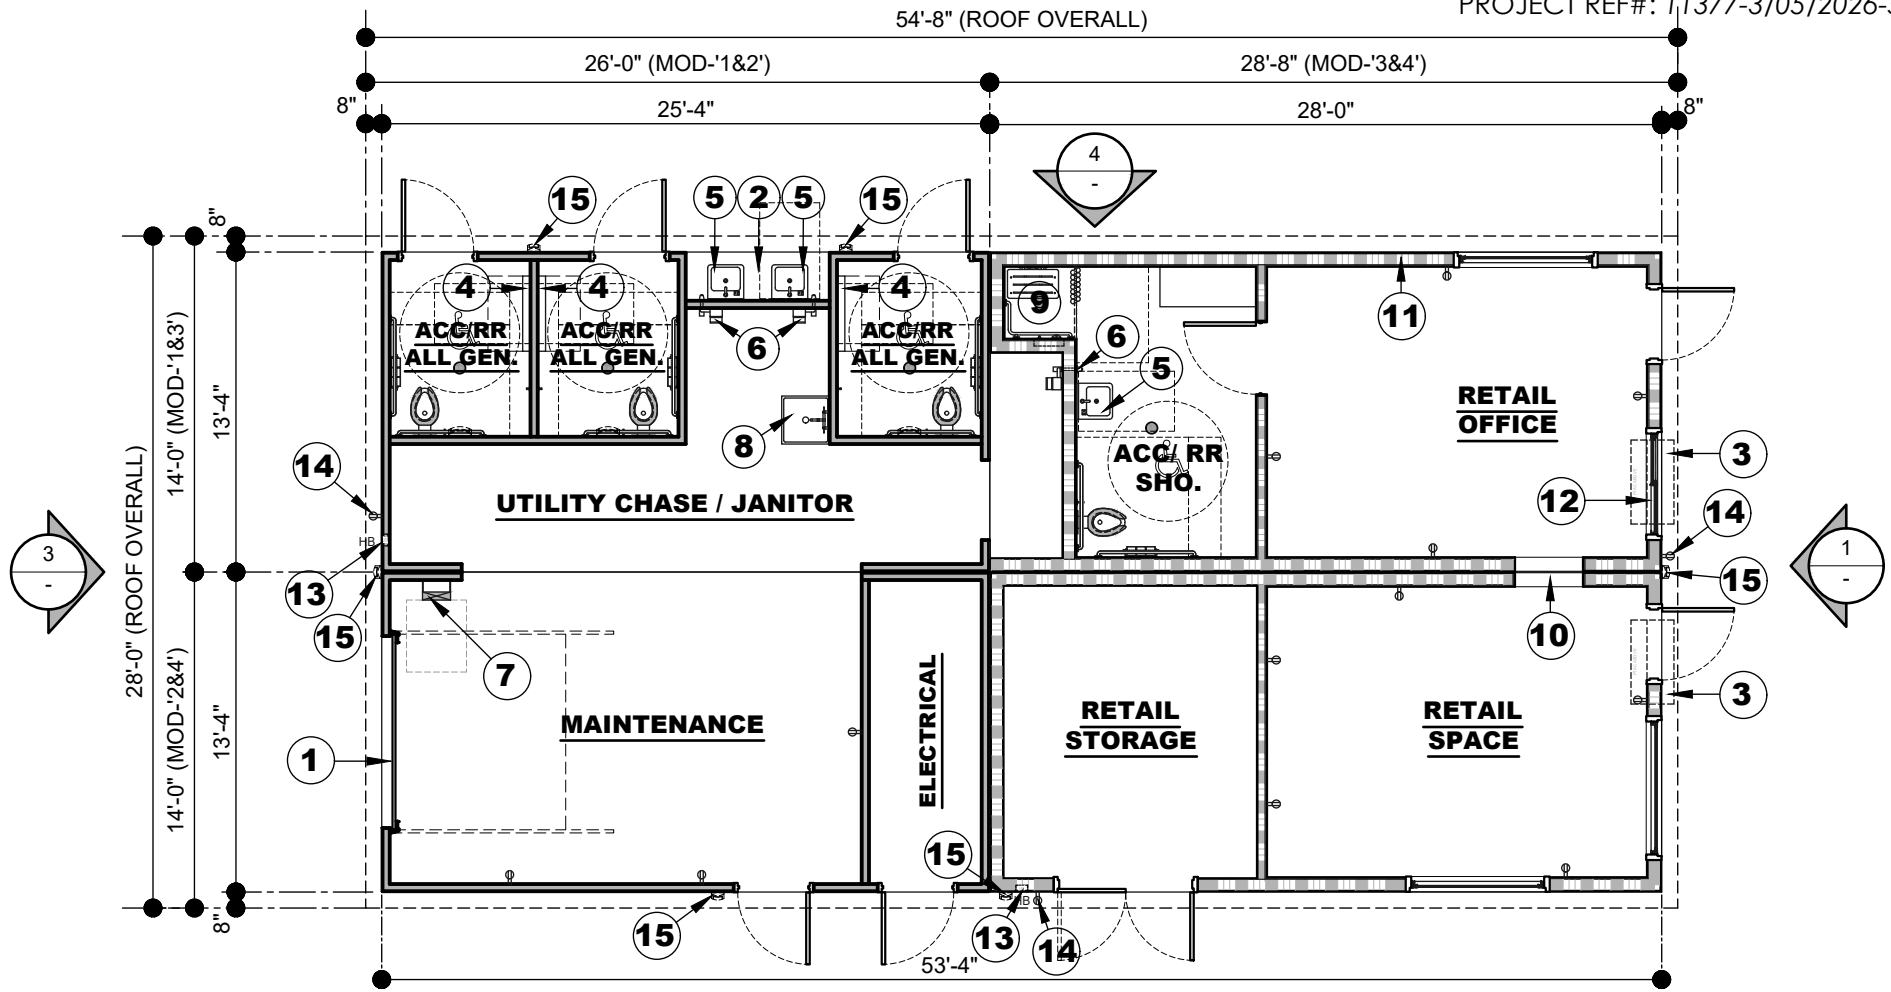 PROJECT REF#: 11377-3/05/2026-
54'-8" (ROOF OVERALL)
26'-0" (MOD-'1&2')
28'-8" (MOD-'3&4')
8"
25'-4"
28'-0"
8"
4
-
15
5
2
5
15
8"
4
4
4
9
11
6
6
5
ACC/RR
ALL GEN.
ACC/RR
ALL GEN.
ACC/RR
ALL GEN.
RETAIL
OFFICE
28'-0" (ROOF OVERALL)
14'-0" (MOD-'1&3')
13'-4"
8
ACC/ RR
SHO.
3
14
12
14
UTILITY CHASE / JANITOR
HB
3
-
1
-
13
15
15
10
7
3
14'-0" (MOD-'2&4')
13'-4"
1
MAINTENANCE
ELECTRICAL
RETAIL
STORAGE
RETAIL
SPACE
15
HB
8"
15
13
14
53'-4"